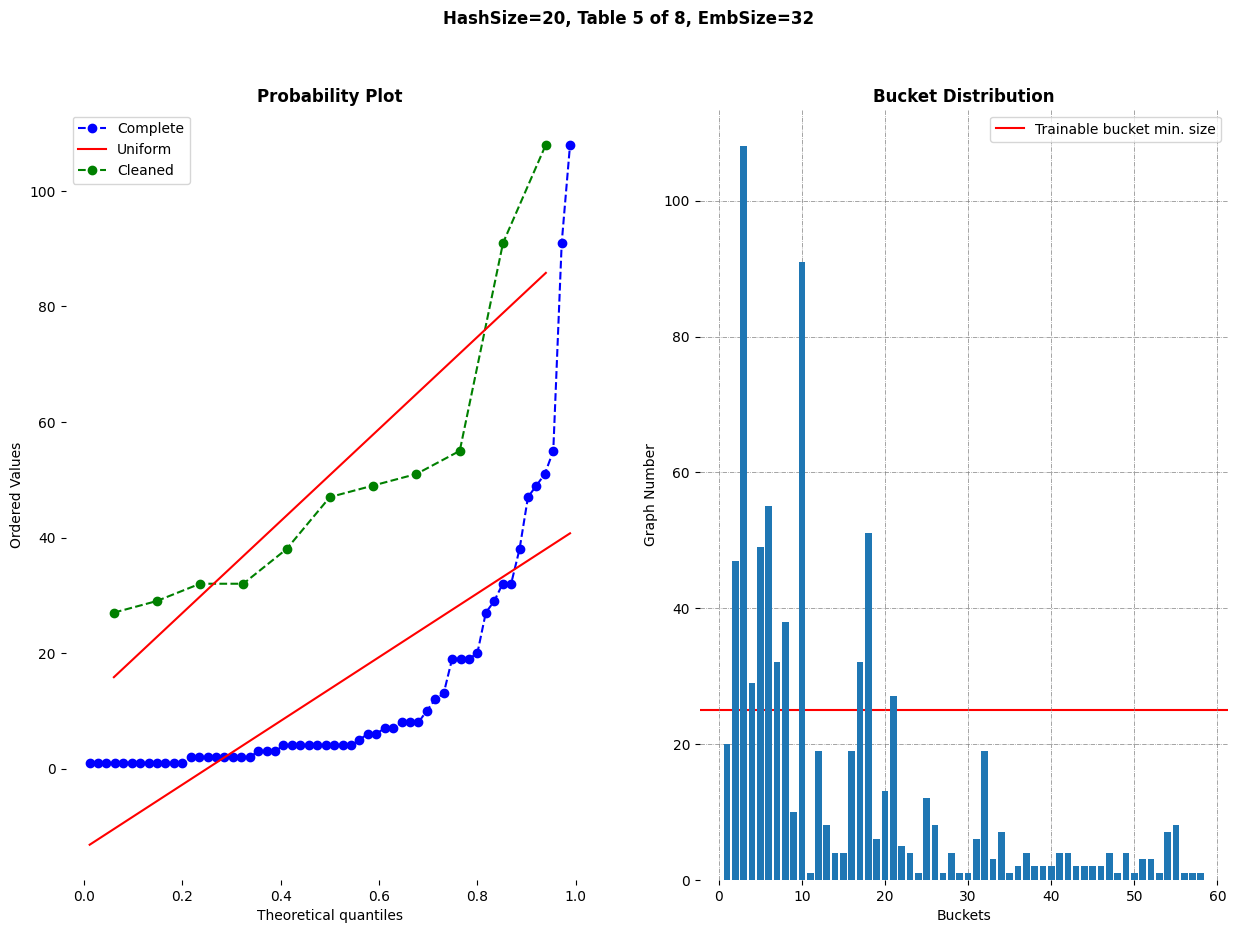 HashSize=20, Table 5 of 8, EmbSize=32
Probability Plot
Complete
Uniform
Cleaned
100
80
60
40
20
0
Ordered Values
0.0 0.2 0.4 0.6 0.8 1.0
Theoretical quantiles
Bucket Distribution
Trainable bucket min. size
100
80
60
40
20
0
Graph Number
0 10 20 30 40 50 60
Buckets